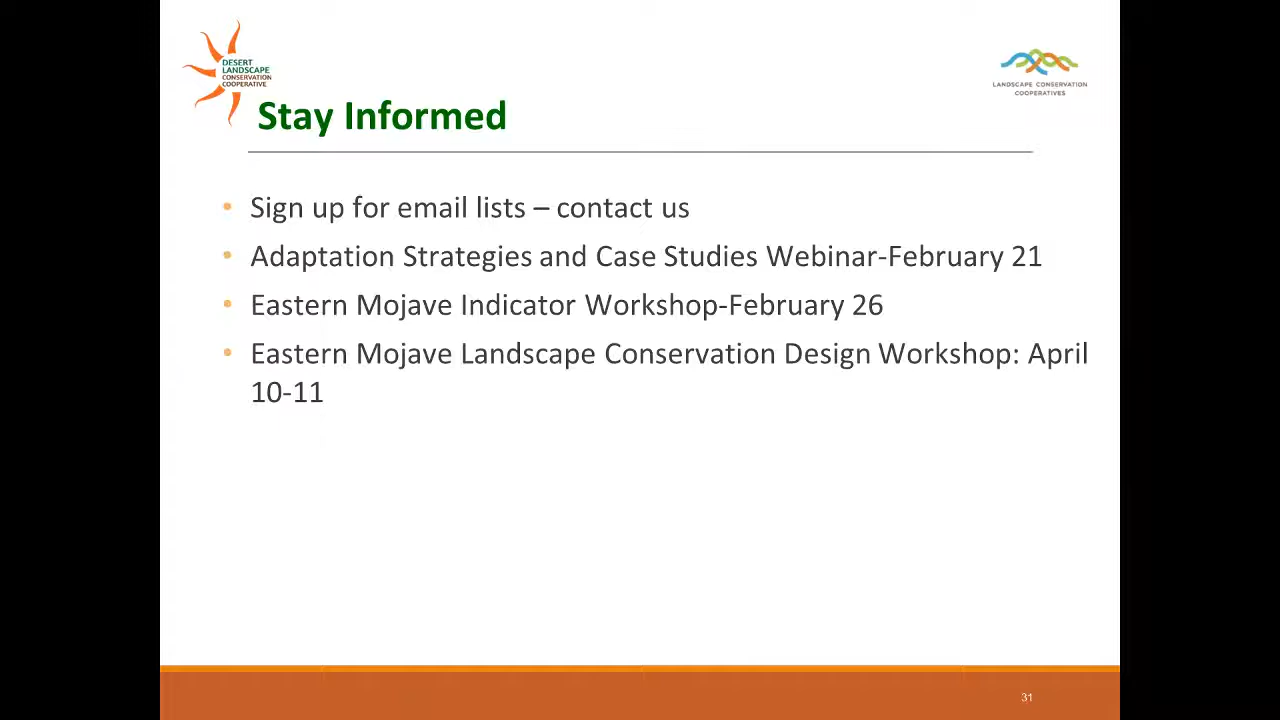 DESERT
LANDSCAPE
CONSERVATION
COOPERATIVE
LANDSCAPE CONSERVATION
COOPERATIVES
Stay Informed
• Sign up for email lists – contact us
• Adaptation Strategies and Case Studies Webinar-February 21
• Eastern Mojave Indicator Workshop-February 26
• Eastern Mojave Landscape Conservation Design Workshop: April
10-11
31